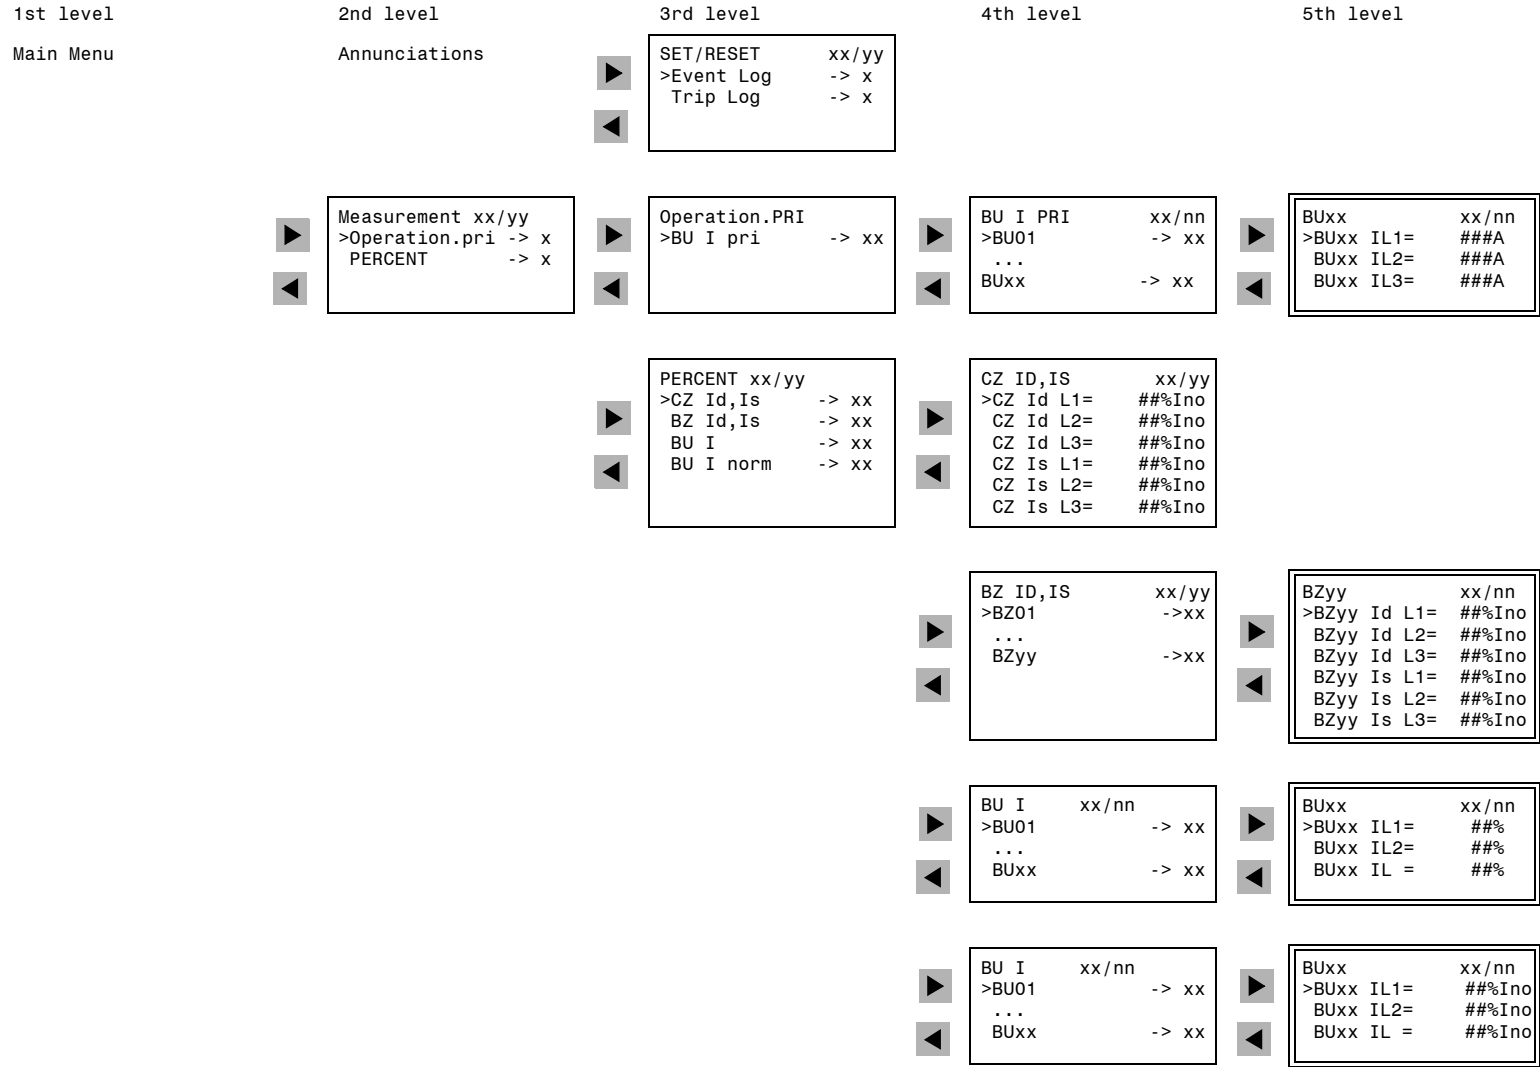 1st level
2nd level
3rd level
4th level
5th level
Main Menu
Annunciations
SET/RESET xx/yy
>Event Log -> x
Trip Log -> x
Measurement xx/yy
>Operation.pri -> x
PERCENT -> x
Operation.PRI
>BU I pri -> xx
BU I PRI xx/nn
>BU01 -> xx
...
BUxx -> xx
BUxx xx/nn
>BUxx IL1= ###A
BUxx IL2= ###A
BUxx IL3= ###A
PERCENT xx/yy
>CZ Id,Is -> xx
BZ Id,Is -> xx
BU I -> xx
BU I norm -> xx
CZ ID,IS xx/yy
>CZ Id L1= ##%Ino
CZ Id L2= ##%Ino
CZ Id L3= ##%Ino
CZ Is L1= ##%Ino
CZ Is L2= ##%Ino
CZ Is L3= ##%Ino
BZ ID,IS xx/yy
>BZ01 ->xx
...
BZyy ->xx
BZyy xx/nn
>BZyy Id L1= ##%Ino
BZyy Id L2= ##%Ino
BZyy Id L3= ##%Ino
BZyy Is L1= ##%Ino
BZyy Is L2= ##%Ino
BZyy Is L3= ##%Ino
BU I xx/nn
>BU01 -> xx
...
BUxx -> xx
BUxx xx/nn
>BUxx IL1= ##%
BUxx IL2= ##%
BUxx IL = ##%
BU I xx/nn
>BU01 -> xx
...
BUxx -> xx
BUxx xx/nn
>BUxx IL1= ##%Ino
BUxx IL2= ##%Ino
BUxx IL = ##%Ino